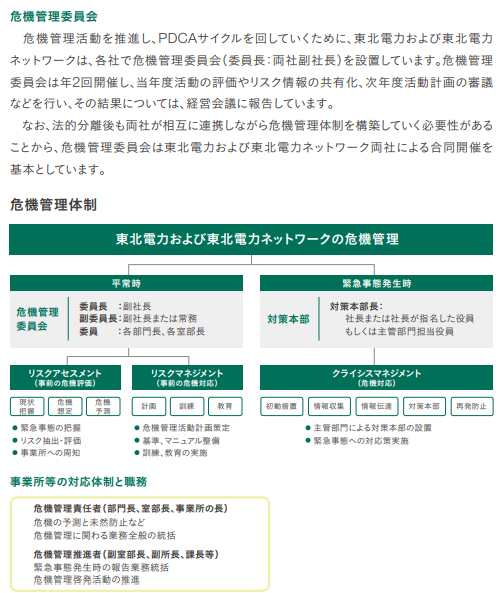 危機管理委員会
　危機管理活動を推進し、PDCAサイクルを回していくために、東北電力および東北電力
ネットワークは、各社で危機管理委員会（委員長：両社副社長）を設置しています。危機管理
委員会は年2回開催し、当年度活動の評価やリスク情報の共有化、次年度活動計画の審議
などを行い、その結果については、経営会議に報告しています。
　なお、法的分離後も両社が相互に連携しながら危機管理体制を構築していく必要性がある
ことから、危機管理委員会は東北電力および東北電力ネットワーク両社による合同開催を
基本としています。
危機管理体制
東北電力および東北電力ネットワークの危機管理
平常時
危機管理
委員会
委員長　：副社長
副委員長：副社長または常務
委員　　：各部門長、各室部長
緊急事態発生時
対策本部
対策本部長：
社長または社長が指名した役員
もしくは主管部門担当役員
リスクアセスメント
（事前の危機評価）
現状
把握
危機
想定
危機
予測
● 緊急事態の把握
● リスク抽出・評価
● 事業所への周知
リスクマネジメント
（事前の危機対応）
計画
訓練
教育
● 危機管理活動計画策定
● 基準、マニュアル整備
● 訓練、教育の実施
クライシスマネジメント
（危機対応）
初動措置
情報収集
情報伝達
対策本部
再発防止
● 主管部門による対策本部の設置
● 緊急事態への対応策実施
事業所等の対応体制と職務
危機管理責任者（部門長、室部長、事業所の長）
危機の予測と未然防止など
危機管理に関わる業務全般の統括
危機管理推進者（副室部長、副所長、課長等）
緊急事態発生時の報告業務統括
危機管理啓発活動の推進